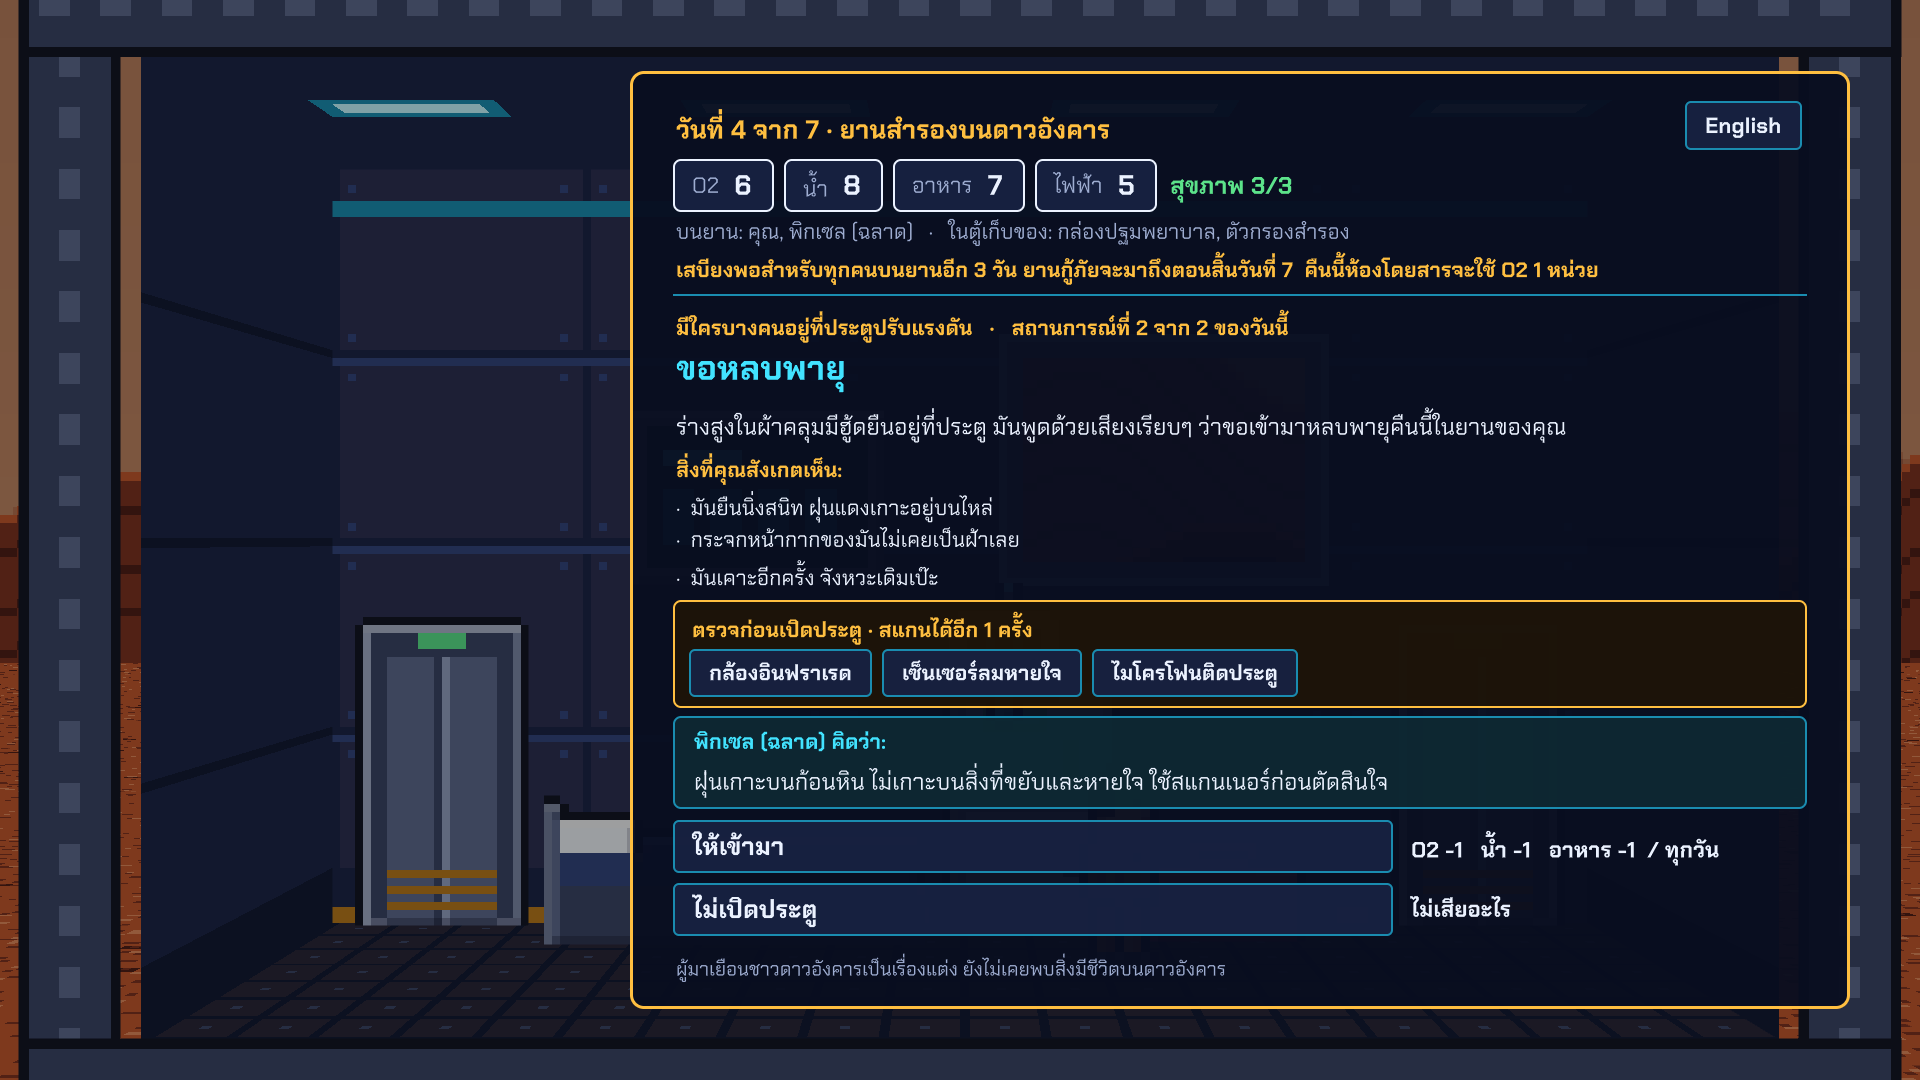 วันที่ 4 จาก 7 · ยานสำรองบนดาวอังคาร
English
O2 6 น้ำ 8 อาหาร 7 ไฟฟ้า 5 สุขภาพ 3/3
บนยาน: คุณ, พิกเซล (ฉลาด) · ในตู้เก็บของ: กล่องปฐมพยาบาล, ตัวกรองสำรอง
เสบียงพอสำหรับทุกคนบนยานอีก 3 วัน ยานกู้ภัยจะมาถึงตอนสิ้นวันที่ 7 คืนนี้ห้องโดยสารจะใช้ O2 1 หน่วย
มีใครบางคนอยู่ที่ประตูปรับแรงดัน · สถานการณ์ที่ 2 จาก 2 ของวันนี้
ขอหลบพายุ
ร่างสูงในผ้าคลุมมีฮู้ดยืนอยู่ที่ประตู มันพูดด้วยเสียงเรียบๆ ว่าขอเข้ามาหลบพายุคืนนี้ในยานของคุณ
สิ่งที่คุณสังเกตเห็น:
· มันยืนนิ่งสนิท ฝุ่นแดงเกาะอยู่บนไหล่
· กระจกหน้ากากของมันไม่เคยเป็นฝ้าเลย
· มันเคาะอีกครั้ง จังหวะเดิมเป๊ะ
ตรวจก่อนเปิดประตู · สแกนได้อีก 1 ครั้ง
กล้องอินฟราเรด เซ็นเซอร์ลมหายใจ ไมโครโฟนติดประตู
พิกเซล (ฉลาด) คิดว่า:
ฝุ่นเกาะบนก้อนหิน ไม่เกาะบนสิ่งที่ขยับและหายใจ ใช้สแกนเนอร์ก่อนตัดสินใจ
ให้เข้ามา O2 -1 น้ำ -1 อาหาร -1 / ทุกวัน
ไม่เปิดประตู ไม่เสียอะไร
ผู้มาเยือนชาวดาวอังคารเป็นเรื่องแต่ง ยังไม่เคยพบสิ่งมีชีวิตบนดาวอังคาร